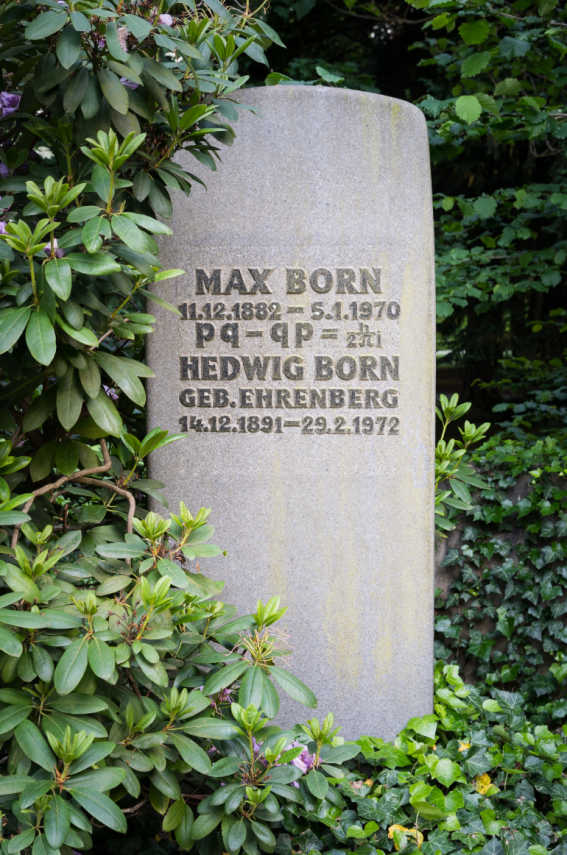 MAX BORN
11.12.1882 – 5.1.1970
pq – qp = h/2πi
HEDWIG BORN
GEB. EHRENBERG
14.12.1891 – 29.2.1972